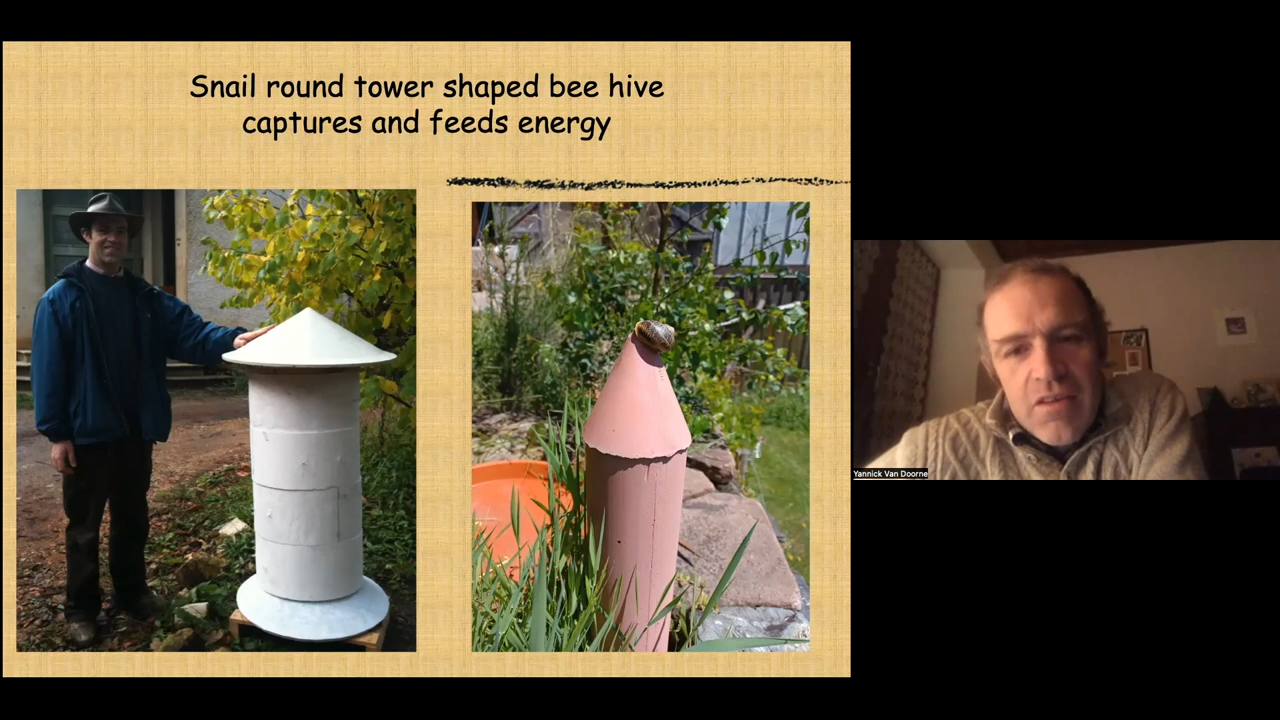 Snail round tower shaped bee hive
captures and feeds energy
Yannick Van Doorne